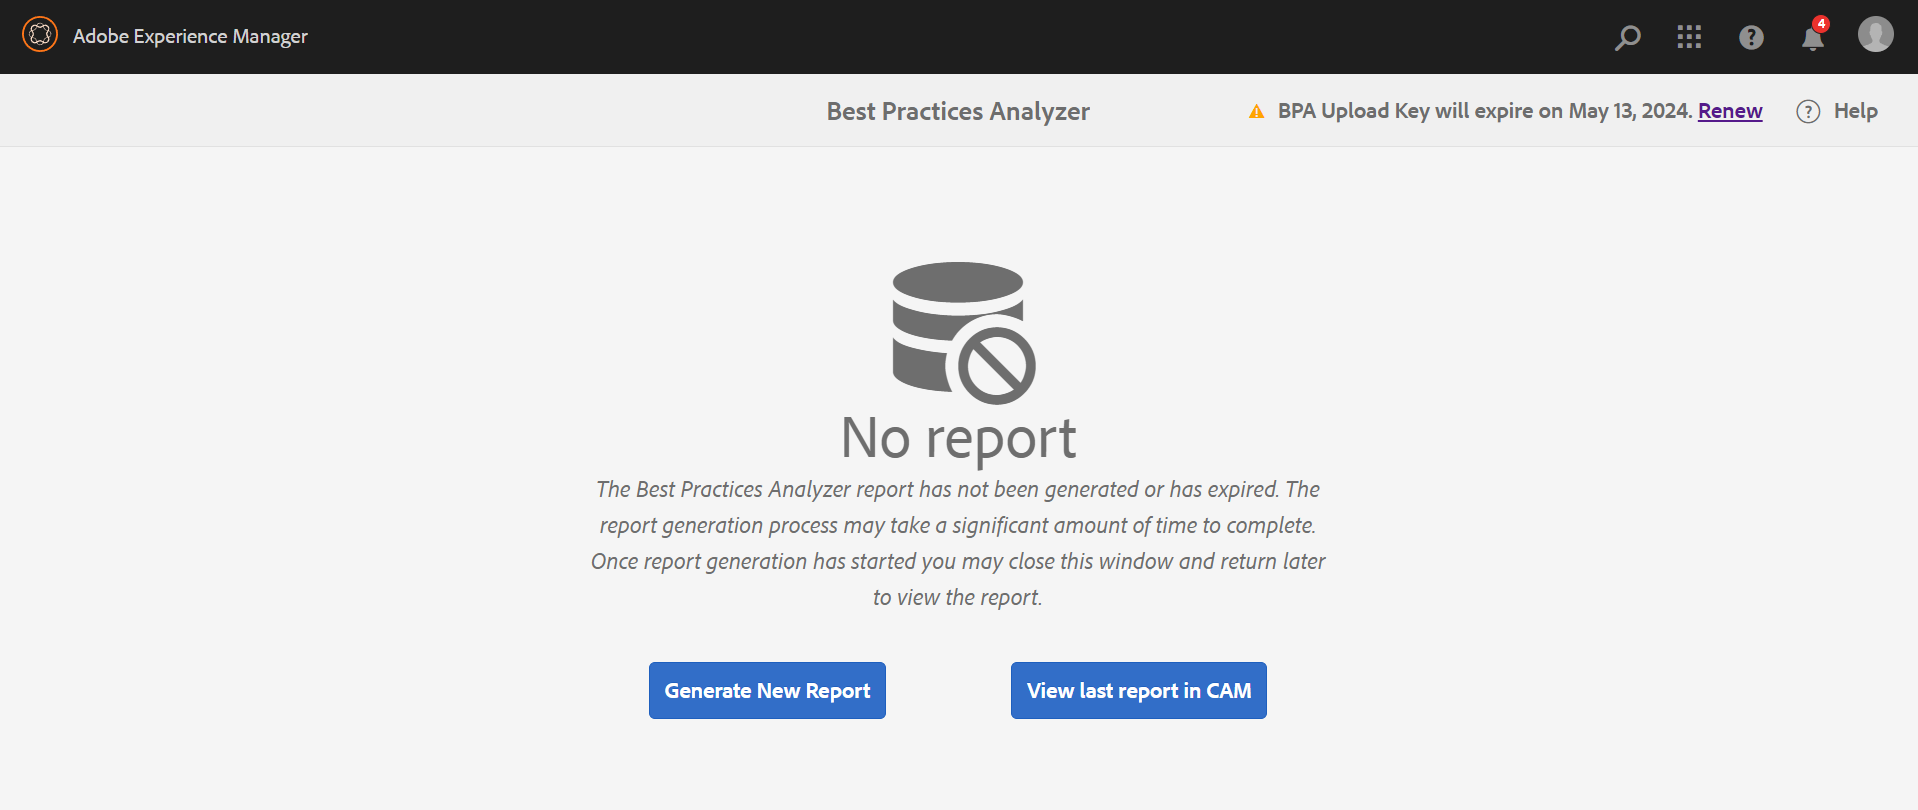 Adobe Experience Manager
4
Best Practices Analyzer
BPA Upload Key will expire on May 13, 2024. Renew
? Help
No report
The Best Practices Analyzer report has not been generated or has expired. The
report generation process may take a significant amount of time to complete.
Once report generation has started you may close this window and return later
to view the report.
Generate New Report
View last report in CAM